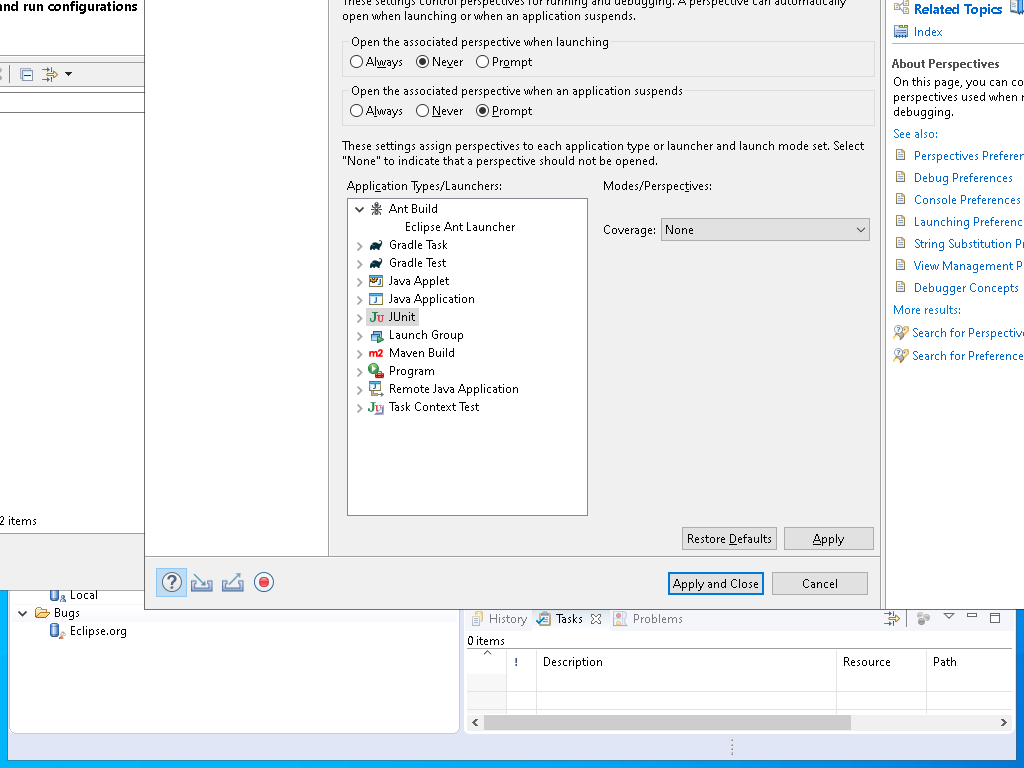 and run configurations
2 items
These settings control perspectives for running and debugging. A perspective can automatically
open when launching or when an application suspends.
Open the associated perspective when launching
Always
Never
Prompt
Open the associated perspective when an application suspends
Always
Never
Prompt
These settings assign perspectives to each application type or launcher and launch mode set. Select
"None" to indicate that a perspective should not be opened.
Application Types/Launchers:
Modes/Perspectives:
Ant Build
Eclipse Ant Launcher
Gradle Task
Gradle Test
Java Applet
Java Application
JUnit
Launch Group
Maven Build
Program
Remote Java Application
Task Context Test
Coverage:
None
Restore Defaults
Apply
Apply and Close
Cancel
Related Topics
Index
About Perspectives
On this page, you can co
perspectives used when r
debugging.
See also:
Perspectives Preferen
Debug Preferences
Console Preferences
Launching Preferenc
String Substitution Pr
View Management P
Debugger Concepts
More results:
Search for Perspective
Search for Preference
Local
Bugs
Eclipse.org
History
Tasks
Problems
0 items
!
Description
Resource
Path